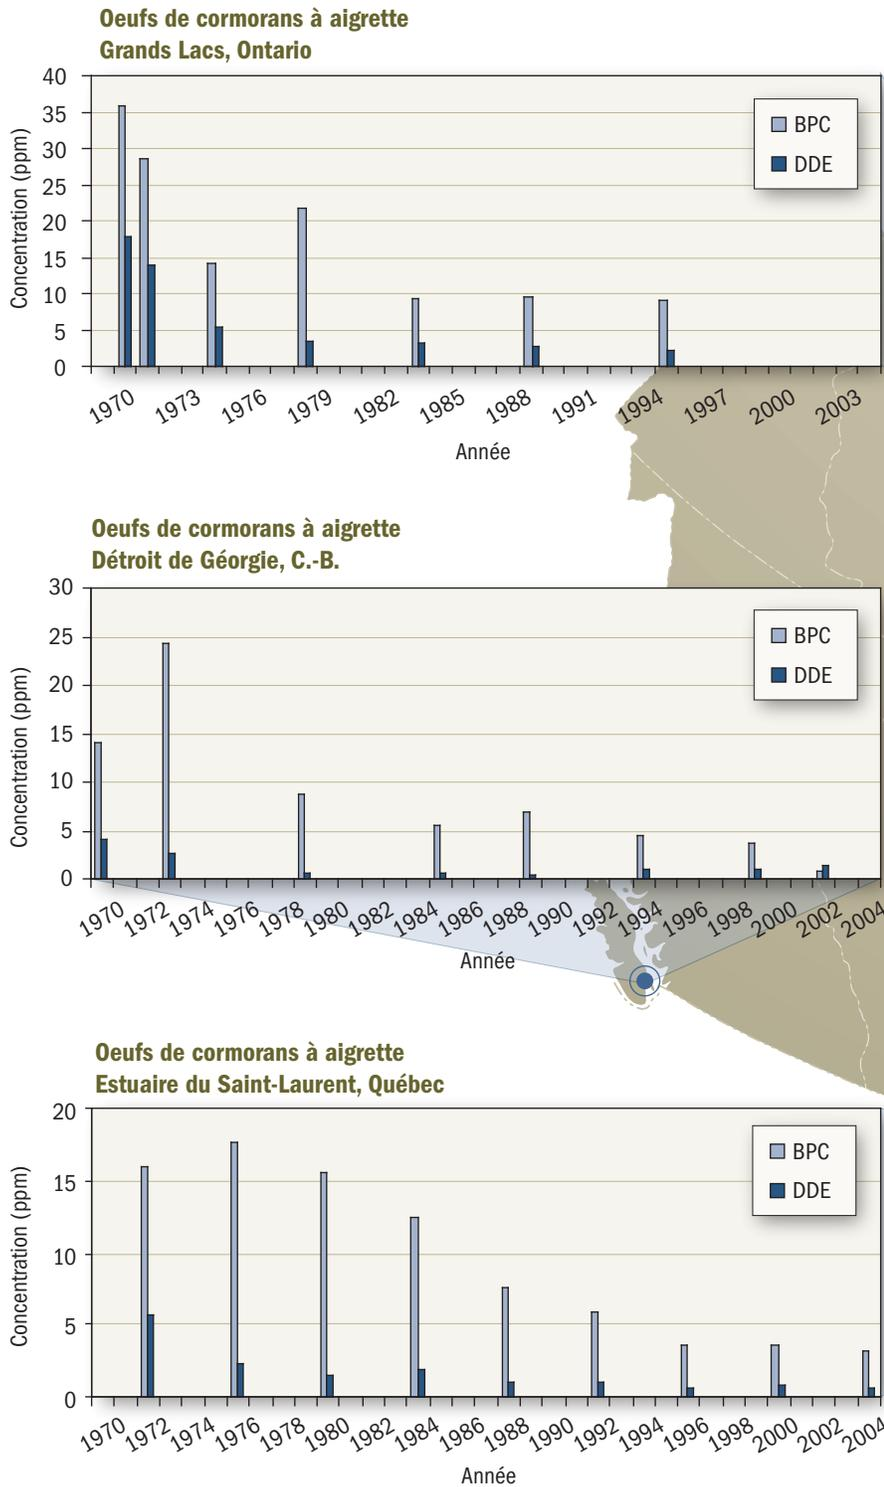 Oeufs de cormorans à aigrette
Grands Lacs, Ontario
Concentration (ppm)
40
35
30
25
20
15
10
5
0
BPC
DDE
1970 1973 1976 1979 1982 1985 1988 1991 1994 1997 2000 2003
Année
Oeufs de cormorans à aigrette
Détroit de Géorgie, C.-B.
Concentration (ppm)
30
25
20
15
10
5
0
BPC
DDE
1970 1972 1974 1976 1978 1980 1982 1984 1986 1988 1990 1992 1994 1996 1998 2000 2002 2004
Année
Oeufs de cormorans à aigrette
Estuaire du Saint-Laurent, Québec
Concentration (ppm)
20
15
10
5
0
BPC
DDE
1970 1972 1974 1976 1978 1980 1982 1984 1986 1988 1990 1992 1994 1996 1998 2000 2002 2004
Année